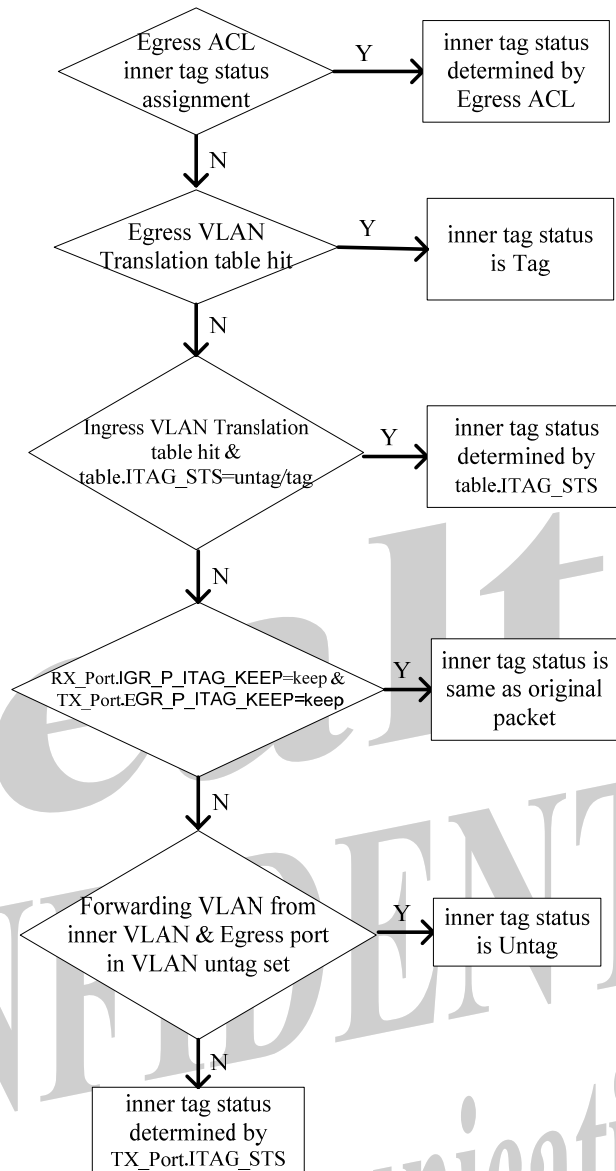 Egress ACL
inner tag status
assignment
Y
inner tag status
determined by
Egress ACL
N
Egress VLAN
Translation table hit
Y
inner tag status
is Tag
N
Ingress VLAN Translation
table hit &
table.ITAG_STS=untag/tag
Y
inner tag status
determined by
table.ITAG_STS
N
RX_Port.IGR_P_ITAG_KEEP=keep &
TX_Port.EGR_P_ITAG_KEEP=keep
Y
inner tag status is
same as original
packet
N
Forwarding VLAN from
inner VLAN & Egress port
in VLAN untag set
Y
inner tag status
is Untag
N
inner tag status
determined by
TX_Port.ITAG_STS